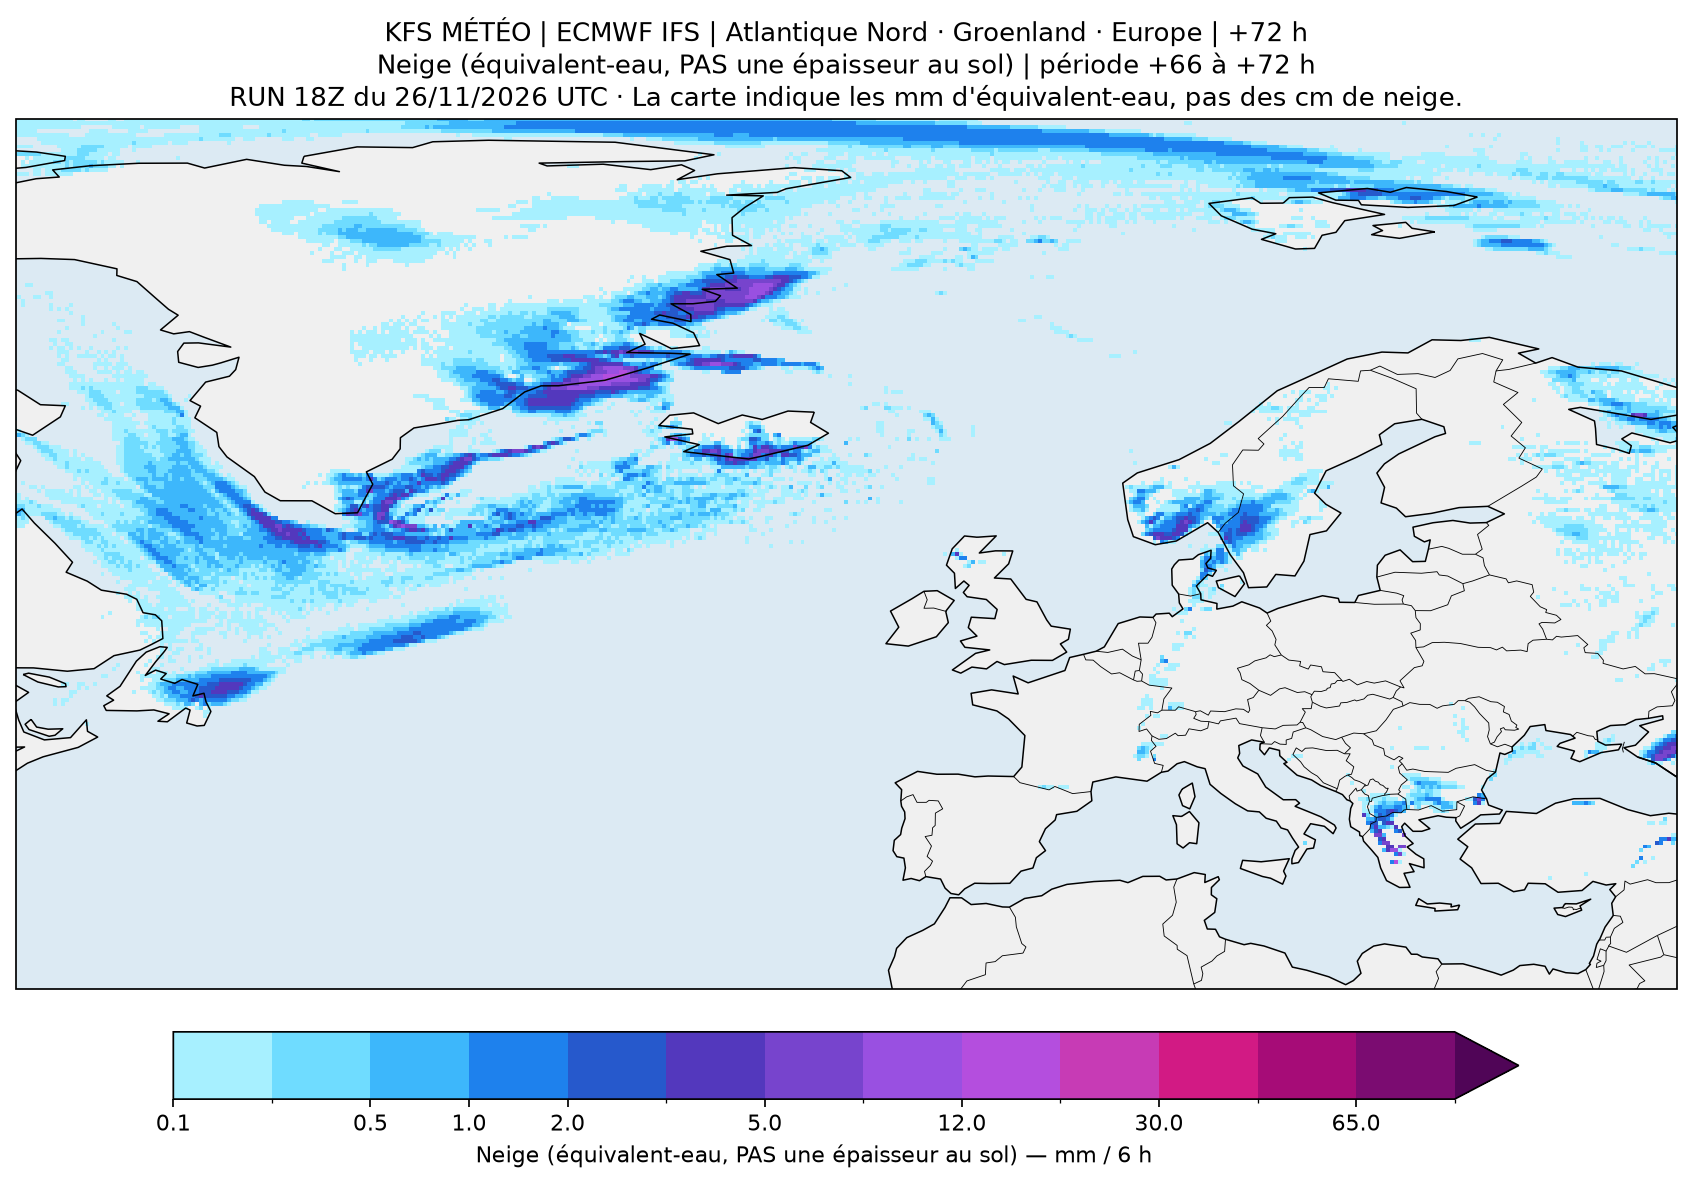 KFS MÉTÉO | ECMWF IFS | Atlantique Nord · Groenland · Europe | +72 h
Neige (équivalent-eau, PAS une épaisseur au sol) | période +66 à +72 h
RUN 18Z du 26/11/2026 UTC · La carte indique les mm d'équivalent-eau, pas des cm de neige.
0.1 0.5 1.0 2.0 5.0 12.0 30.0 65.0
Neige (équivalent-eau, PAS une épaisseur au sol) — mm / 6 h